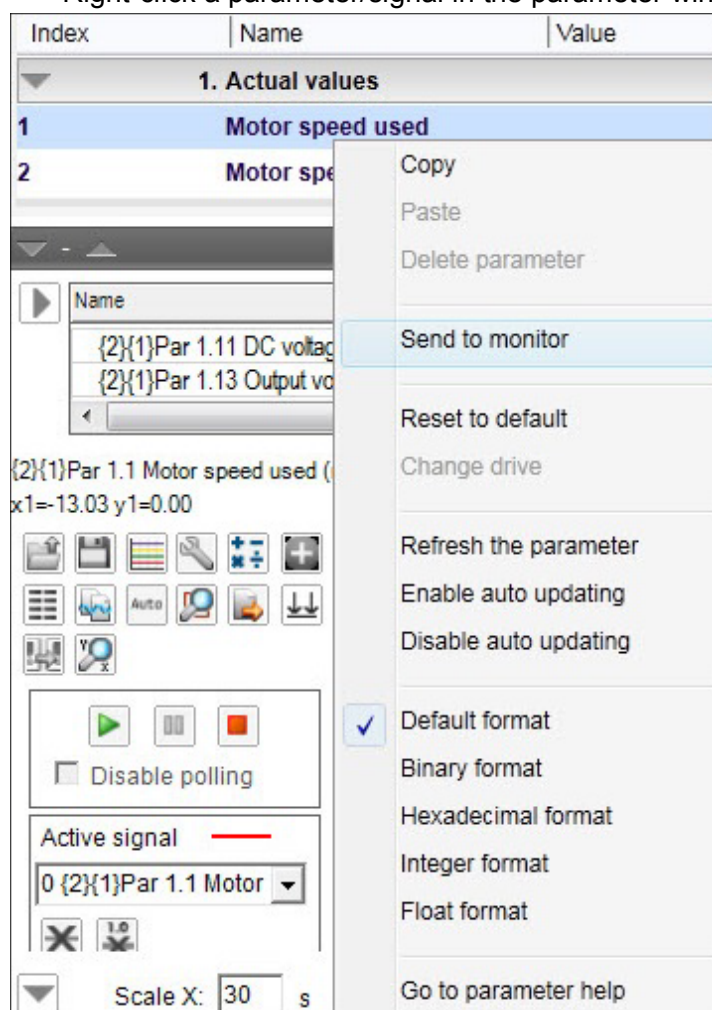 Right-click a parameter/signal in the parameter win
Index Name Value
1. Actual values
1 Motor speed used
2 Motor spe
Copy
Paste
Delete parameter
Send to monitor
Reset to default
Change drive
Refresh the parameter
Enable auto updating
Disable auto updating
Default format
Binary format
Hexadecimal format
Integer format
Float format
Go to parameter help
-
Name
{2}{1}Par 1.11 DC voltag
{2}{1}Par 1.13 Output vo
{2}{1}Par 1.1 Motor speed used (
x1=-13.03 y1=0.00
Auto
Y
x
Disable polling
Active signal
0 {2}{1}Par 1.1 Motor
1.0
Scale X: 30 s